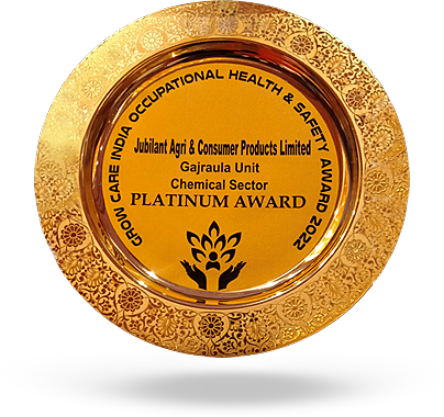 GROW CARE INDIA OCCUPATIONAL HEALTH & SAFETY AWARD 2022
Jubilant Agri & Consumer Products Limited
Gajraula Unit
Chemical Sector
PLATINUM AWARD